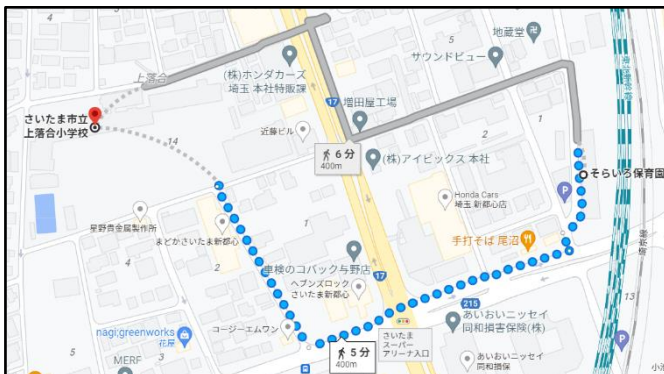 上落合
(株)ホンダカーズ
埼玉 本社特販課
5
地蔵堂
サウンドビュー
さいたま市立
上落合小学校
14
近藤ビル
17
増田屋工場
6 分
400m
(株)アイビックス 本社
2
1
1
そらいろ保育園
P
星野貴金属製作所
まどかさいたま新都心
2
1
Honda Cars
埼玉 新都心店
手打そば 尾沼
車検のコバック与野店
17
ヘブンズロック
さいたま新都心
215
nagi:greenworks
花屋
コージーエムワン
さいたま
スーパー
アリーナ入口
あいおいニッセイ
同和損害保険(株)
13
埼京線
MERF
5 分
400m
あいおいニッセイ
同和損保
P